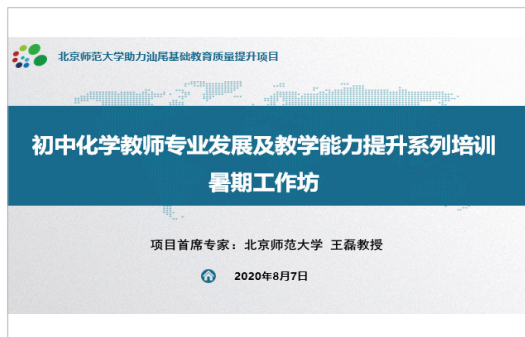 北京师范大学助力汕尾基础教育质量提升项目
初中化学教师专业发展及教学能力提升系列培训
暑期工作坊
项目首席专家：北京师范大学 王磊教授
2020年8月7日